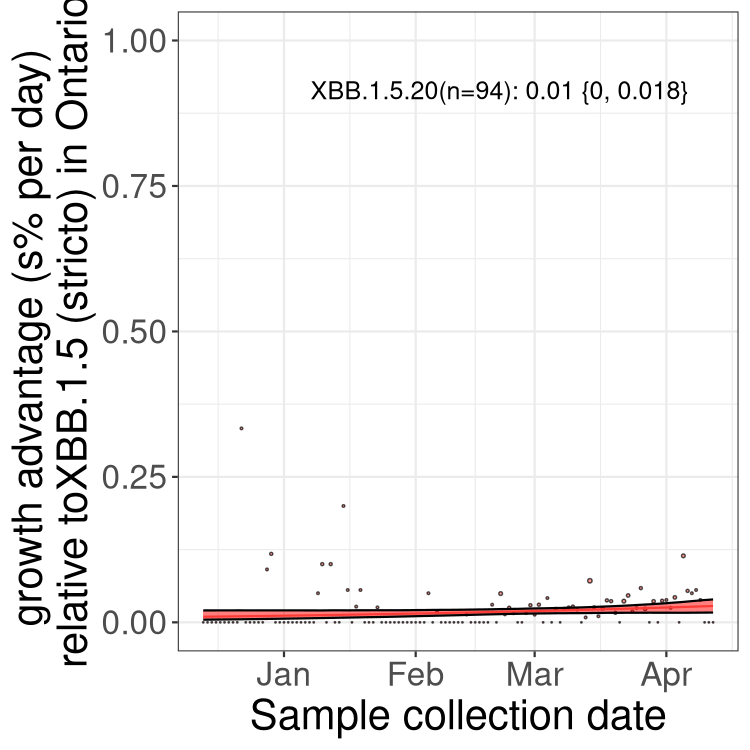 growth advantage (s% per day)
relative toXBB.1.5 (stricto) in Ontario
1.00
0.75
0.50
0.25
0.00
XBB.1.5.20(n=94): 0.01 {0, 0.018}
Jan Feb Mar Apr
Sample collection date